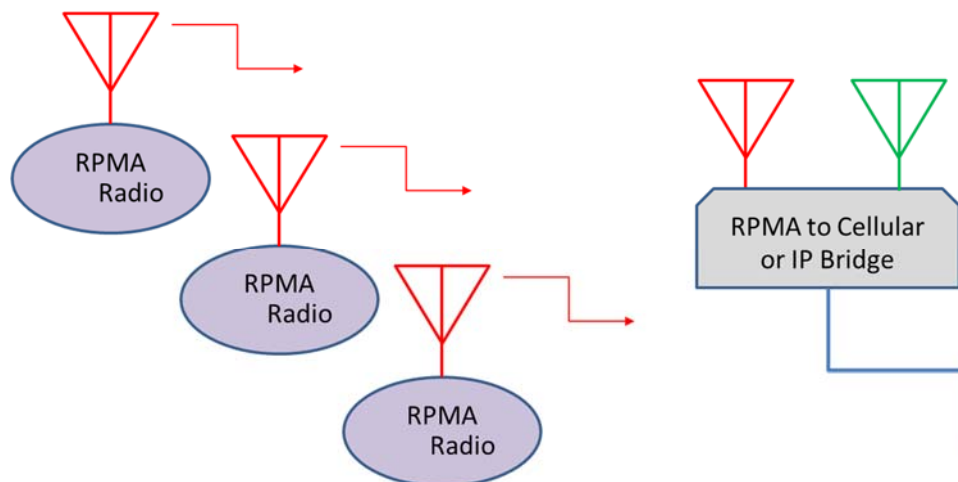 RPMA
Radio
RPMA
Radio
RPMA
Radio
RPMA to Cellular
or IP Bridge